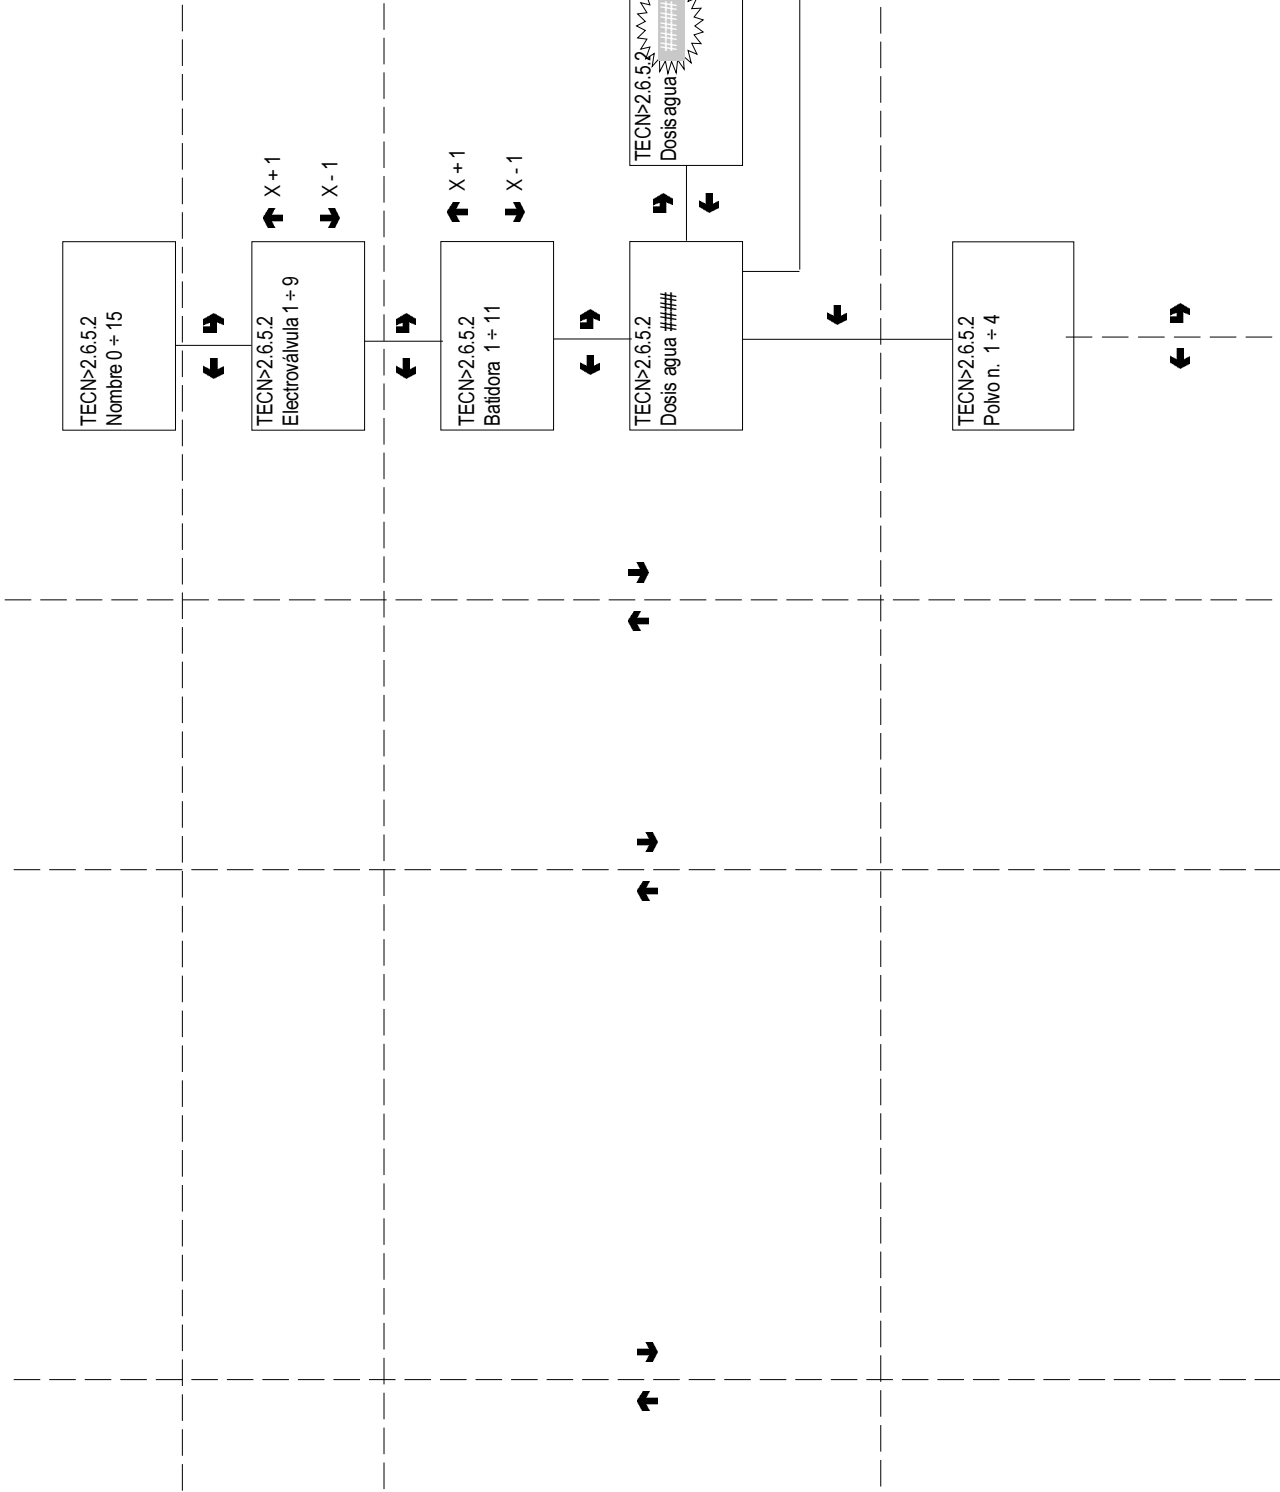 TECN>2.6.5.2
Nombre 0 ÷ 15
TECN>2.6.5.2
Electroválvula 1 ÷ 9
X + 1
X - 1
TECN>2.6.5.2
Batidora 1 ÷ 11
X + 1
X - 1
TECN>2.6.5.2
Dosis agua ####
TECN>2.6.5.2
Dosis agua ####
TECN>2.6.5.2
Polvo n. 1 ÷ 4